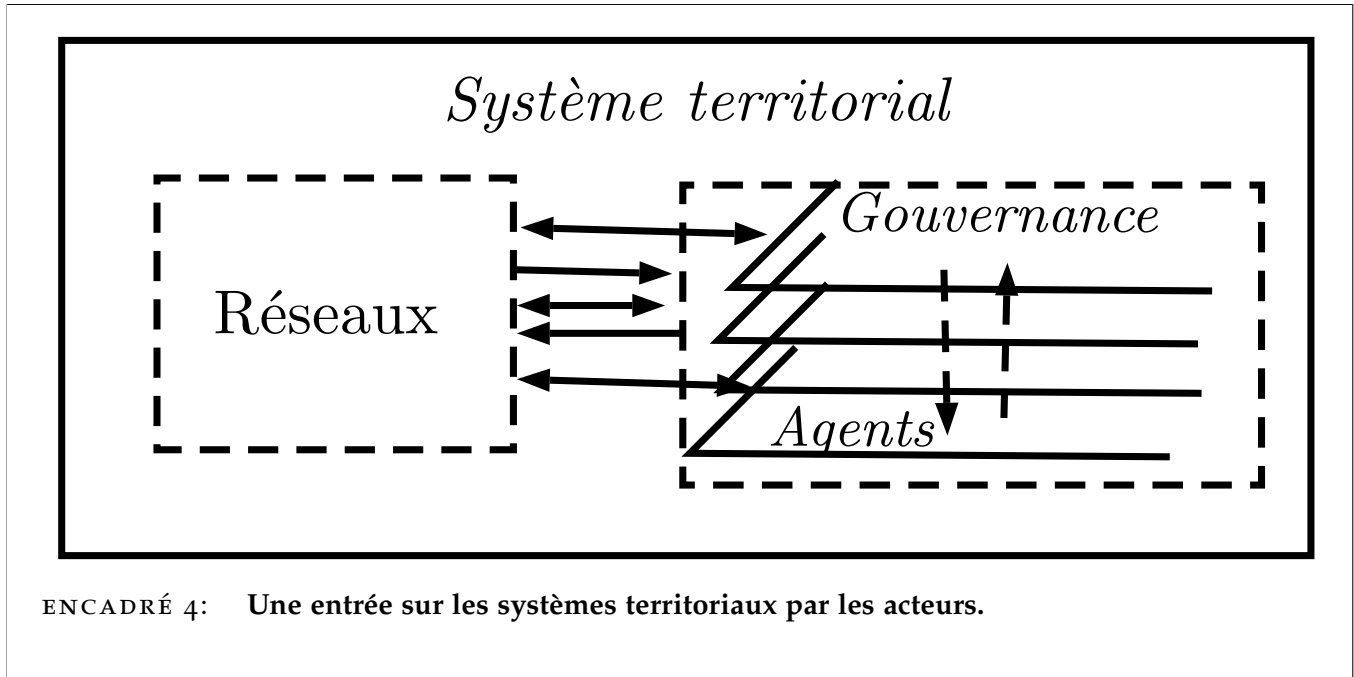 Système territorial
Gouvernance
Réseaux
Agents
ENCADRÉ 4: Une entrée sur les systèmes territoriaux par les acteurs.